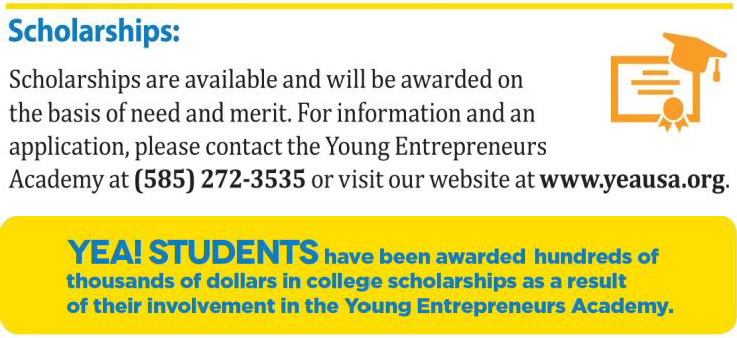 Scholarships:
Scholarships are available and will be awarded on
the basis of need and merit. For information and an
application, please contact the Young Entrepreneurs
Academy at (585) 272-3535 or visit our website at www.yeausa.org.
YEA! STUDENTS have been awarded hundreds of
thousands of dollars in college scholarships as a result
of their involvement in the Young Entrepreneurs Academy.